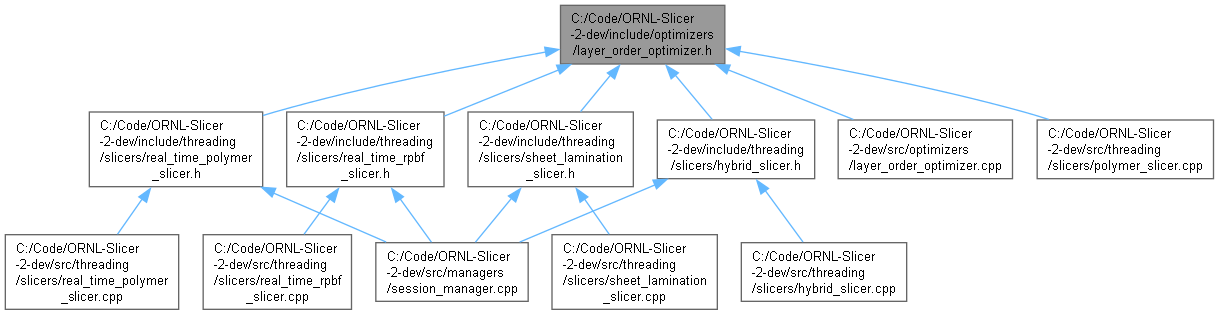 C:/Code/ORNL-Slicer
-2-dev/include/optimizers
/layer_order_optimizer.h
C:/Code/ORNL-Slicer
-2-dev/include/threading
/slicers/real_time_polymer
_slicer.h
C:/Code/ORNL-Slicer
-2-dev/include/threading
/slicers/real_time_rpbf
_slicer.h
C:/Code/ORNL-Slicer
-2-dev/include/threading
/slicers/sheet_lamination
_slicer.h
C:/Code/ORNL-Slicer
-2-dev/include/threading
/slicers/hybrid_slicer.h
C:/Code/ORNL-Slicer
-2-dev/src/optimizers
/layer_order_optimizer.cpp
C:/Code/ORNL-Slicer
-2-dev/src/threading
/slicers/polymer_slicer.cpp
C:/Code/ORNL-Slicer
-2-dev/src/threading
/slicers/real_time_polymer
_slicer.cpp
C:/Code/ORNL-Slicer
-2-dev/src/threading
/slicers/real_time_rpbf
_slicer.cpp
C:/Code/ORNL-Slicer
-2-dev/src/managers
/session_manager.cpp
C:/Code/ORNL-Slicer
-2-dev/src/threading
/slicers/sheet_lamination
_slicer.cpp
C:/Code/ORNL-Slicer
-2-dev/src/threading
/slicers/hybrid_slicer.cpp